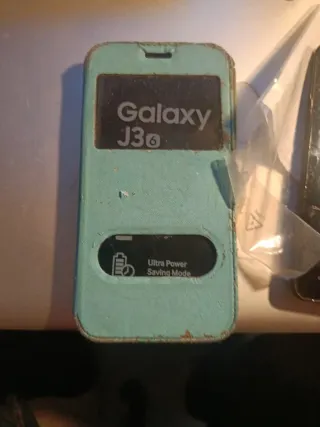 Galaxy
J3 6
Ultra Power
Saving Mode